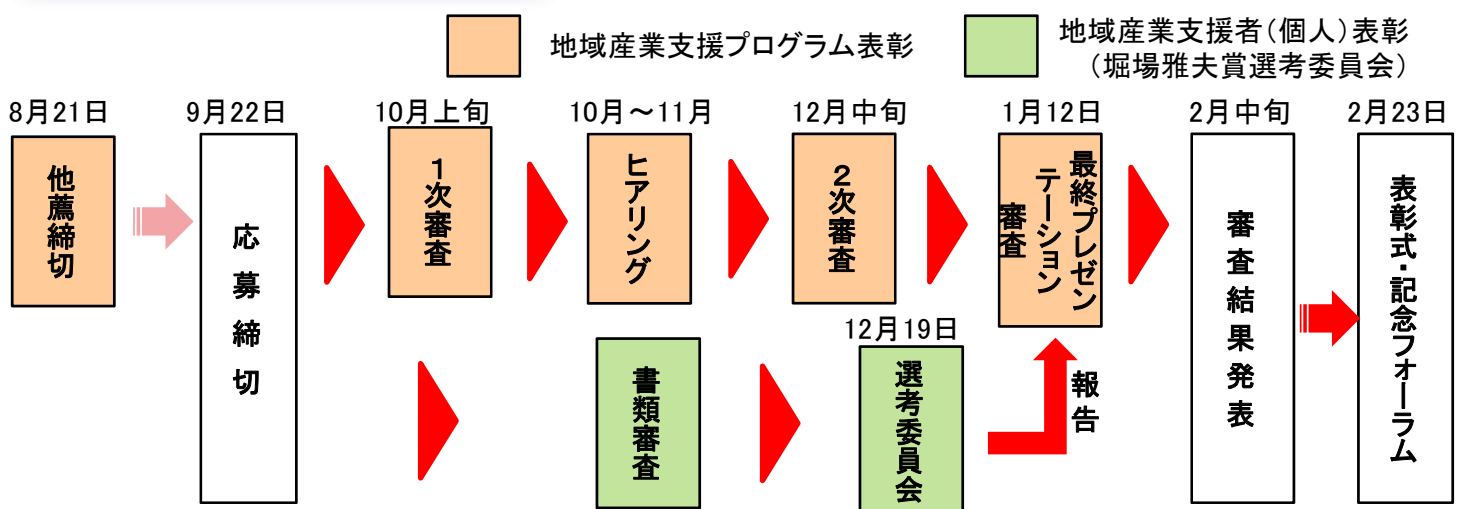 地域産業支援プログラム表彰
地域産業支援者(個人)表彰
(堀場雅夫賞選考委員会)
8月21日
他薦締切
9月22日
応募締切
10月上旬
1次審査
10月～11月
ヒアリング
12月中旬
2次審査
1月12日
最終プレゼン
テーション
審査
2月中旬
審査結果発表
2月23日
表彰式・記念フォーラム
書類審査
12月19日
選考委員会
報告